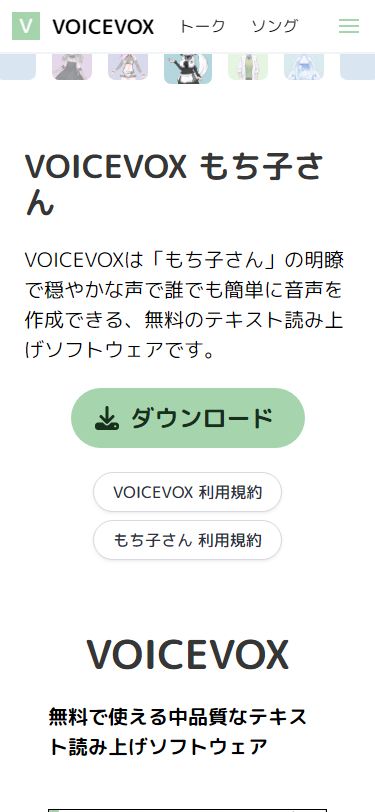 V VOICEVOX トーク ソング
VOICEVOX もち子さ
ん
VOICEVOXは「もち子さん」の明瞭
で穏やかな声で誰でも簡単に音声を
作成できる、無料のテキスト読み上
げソフトウェアです。
ダウンロード
VOICEVOX 利用規約
もち子さん 利用規約
VOICEVOX
無料で使える中品質なテキス
ト読み上げソフトウェア